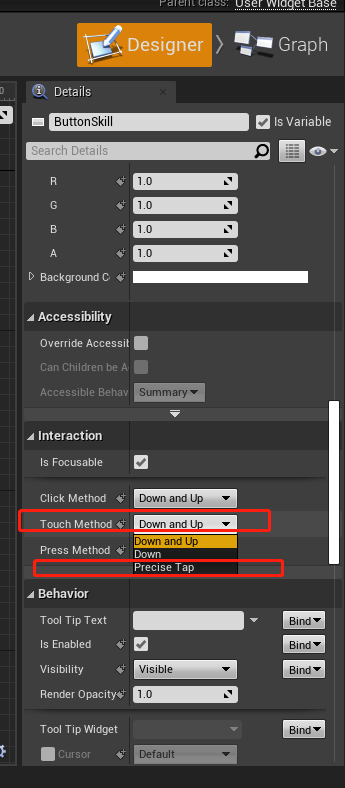 Parent class: User Widget Base
Designer
Graph
Details
ButtonSkill
Is Variable
Search Details
R 1.0
G 1.0
B 1.0
A 1.0
Background C
Accessibility
Override Accessit
Can Children be A
Accessible Behav Summary
Interaction
Is Focusable
Click Method Down and Up
Touch Method Down and Up
Down and Up
Press Method Down
Precise Tap
Behavior
Tool Tip Text Bind
Is Enabled Bind
Visibility Visible Bind
Render Opacity 1.0
Tool Tip Widget Bind
Cursor Default